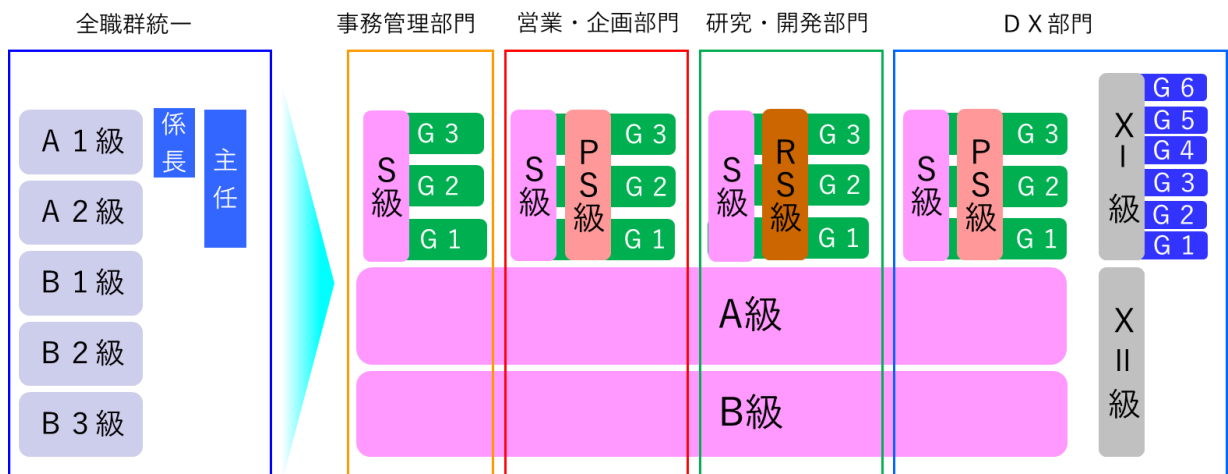 全職群統一
事務管理部門
営業・企画部門
研究・開発部門
ＤＸ部門
Ａ１級
Ａ２級
Ｂ１級
Ｂ２級
Ｂ３級
係長
主任
Ｓ級
Ｇ３
Ｇ２
Ｇ１
Ｓ級
ＰＳ級
Ｇ３
Ｇ２
Ｇ１
Ｓ級
ＲＳ級
Ｇ３
Ｇ２
Ｇ１
Ｓ級
ＰＳ級
Ｇ３
Ｇ２
Ｇ１
ＸⅠ級
Ｇ６
Ｇ５
Ｇ４
Ｇ３
Ｇ２
Ｇ１
ＸⅡ級
A級
B級